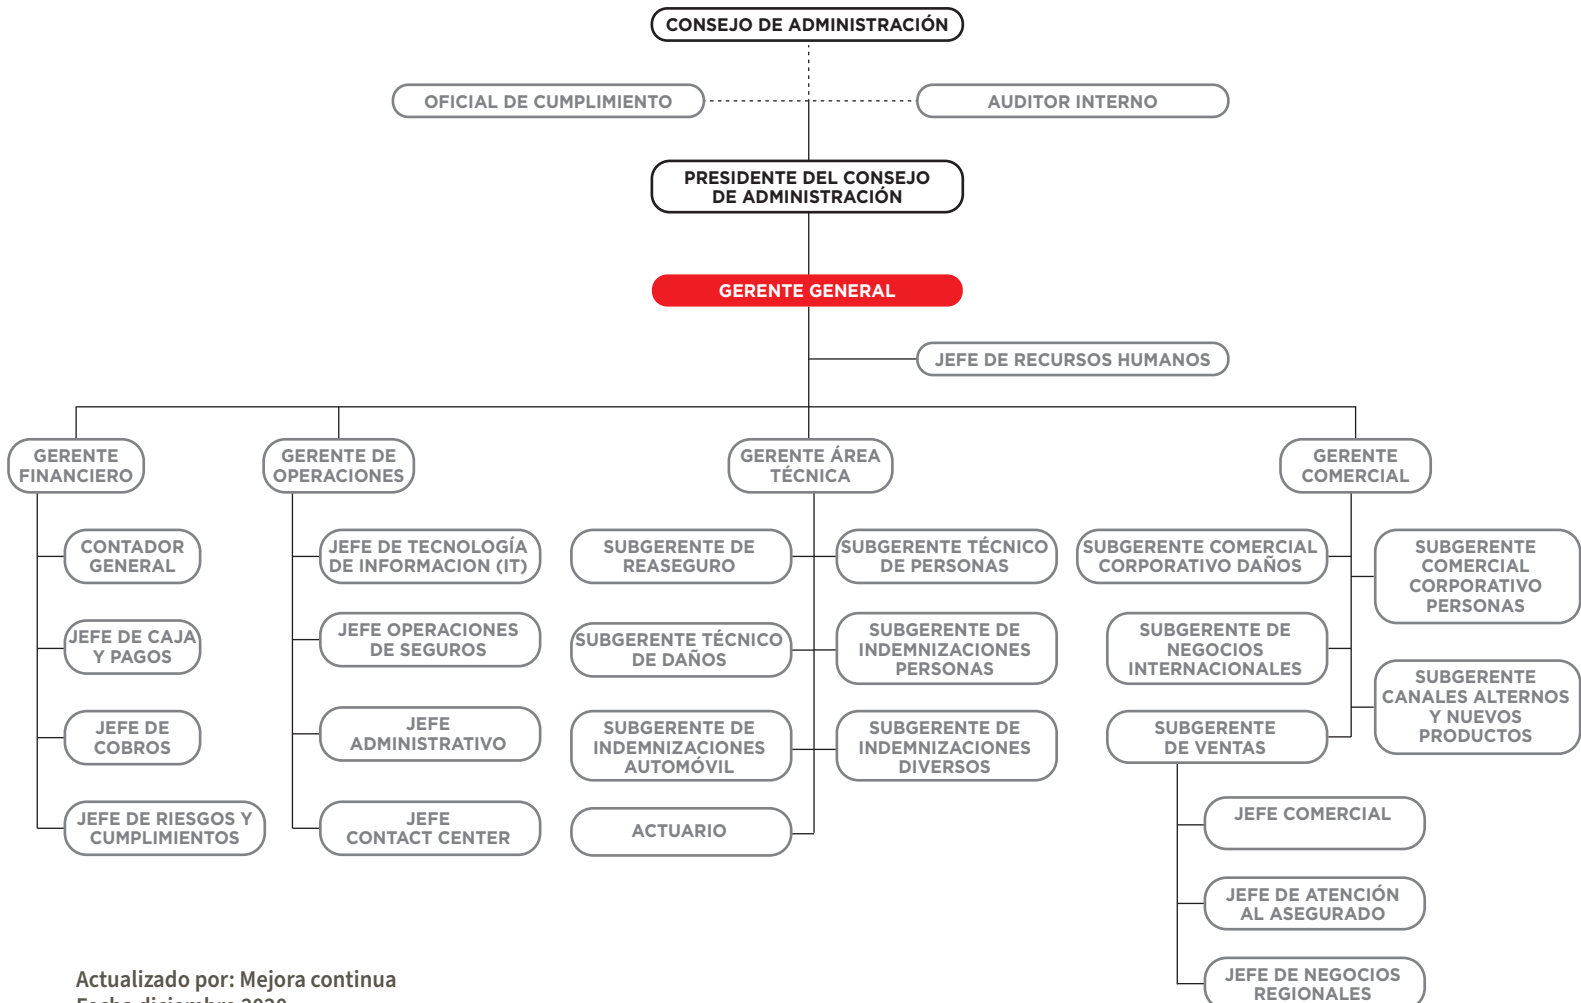 CONSEJO DE ADMINISTRACIÓN
OFICIAL DE CUMPLIMIENTO
AUDITOR INTERNO
PRESIDENTE DEL CONSEJO
DE ADMINISTRACIÓN
GERENTE GENERAL
JEFE DE RECURSOS HUMANOS
GERENTE
FINANCIERO
GERENTE DE
OPERACIONES
GERENTE ÁREA
TÉCNICA
GERENTE
COMERCIAL
CONTADOR
GENERAL
JEFE DE CAJA
Y PAGOS
JEFE DE
COBROS
JEFE DE RIESGOS Y
CUMPLIMIENTOS
JEFE DE TECNOLOGÍA
DE INFORMACION (IT)
JEFE OPERACIONES
DE SEGUROS
JEFE
ADMINISTRATIVO
JEFE
CONTACT CENTER
SUBGERENTE DE
REASEGURO
SUBGERENTE TÉCNICO
DE DAÑOS
SUBGERENTE DE
INDEMNIZACIONES
AUTOMÓVIL
ACTUARIO
SUBGERENTE TÉCNICO
DE PERSONAS
SUBGERENTE DE
INDEMNIZACIONES
PERSONAS
SUBGERENTE DE
INDEMNIZACIONES
DIVERSOS
SUBGERENTE COMERCIAL
CORPORATIVO DAÑOS
SUBGERENTE DE
NEGOCIOS
INTERNACIONALES
SUBGERENTE
DE VENTAS
SUBGERENTE
COMERCIAL
CORPORATIVO
PERSONAS
SUBGERENTE
CANALES ALTERNOS
Y NUEVOS
PRODUCTOS
JEFE COMERCIAL
JEFE DE ATENCIÓN
AL ASEGURADO
JEFE DE NEGOCIOS
REGIONALES
Actualizado por: Mejora continua
Fecha diciembre 2020